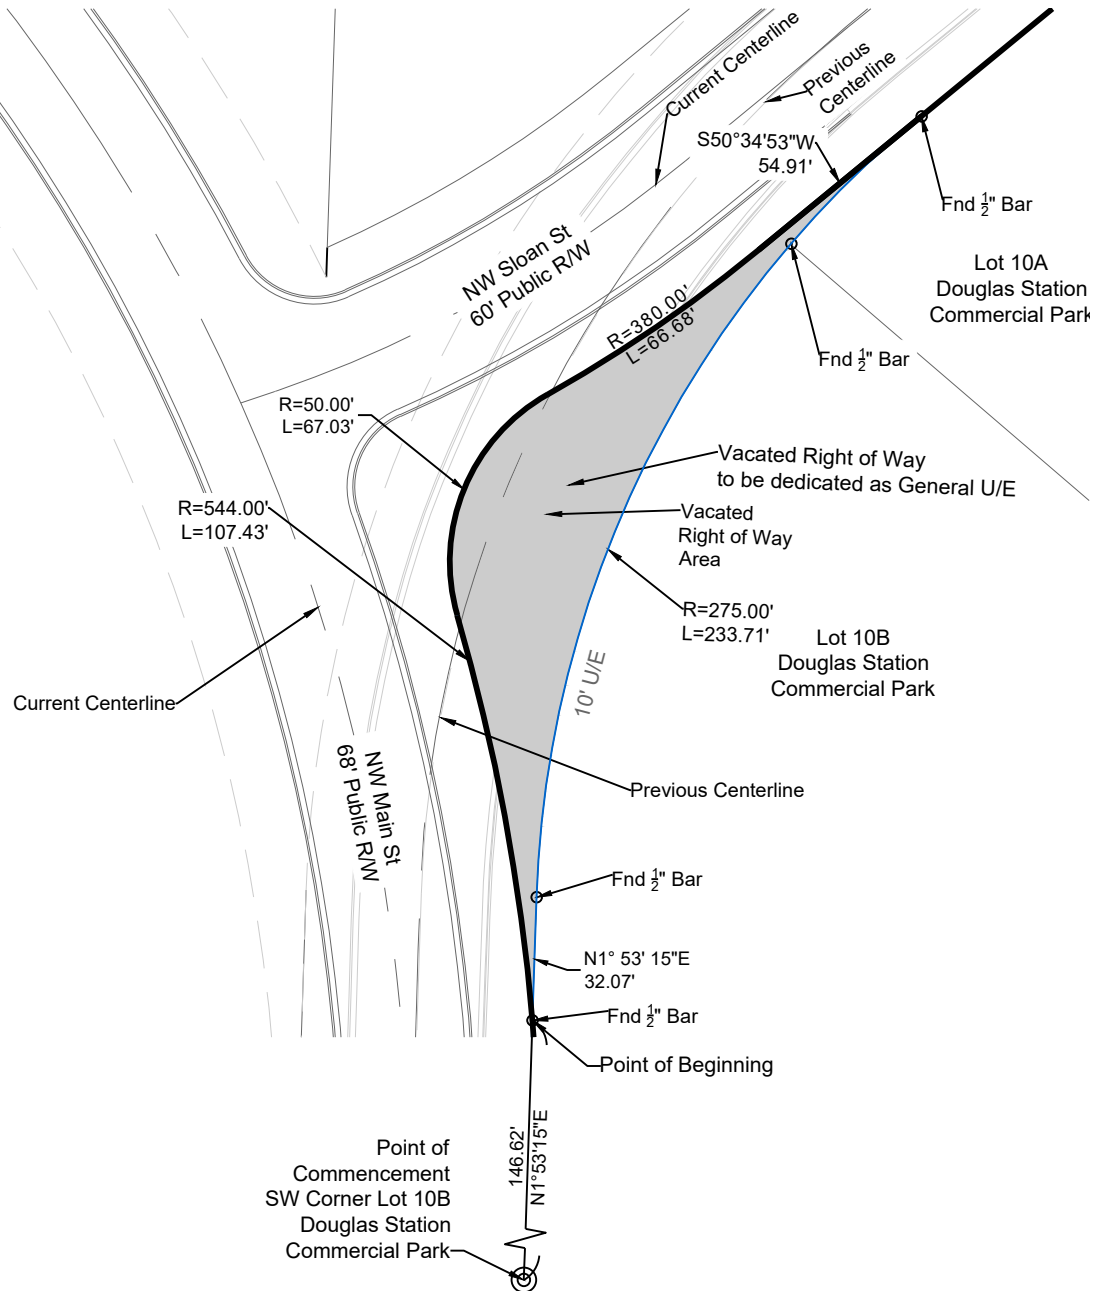 Current Centerline
Previous
Centerline
S50°34'53"W
54.91'
Fnd ½" Bar
Lot 10A
Douglas Station
Commercial Park
NW Sloan St
60' Public R/W
R=380.00'
L=66.68'
Fnd ½" Bar
R=50.00'
L=67.03'
Vacated Right of Way
to be dedicated as General U/E
R=544.00'
L=107.43'
Vacated
Right of Way
Area
R=275.00'
L=233.71'
Lot 10B
Douglas Station
Commercial Park
10' U/E
Current Centerline
NW Main St
68' Public R/W
Previous Centerline
Fnd ½" Bar
N1° 53' 15"E
32.07'
Fnd ½" Bar
Point of Beginning
146.62'
N1°53'15"E
Point of
Commencement
SW Corner Lot 10B
Douglas Station
Commercial Park